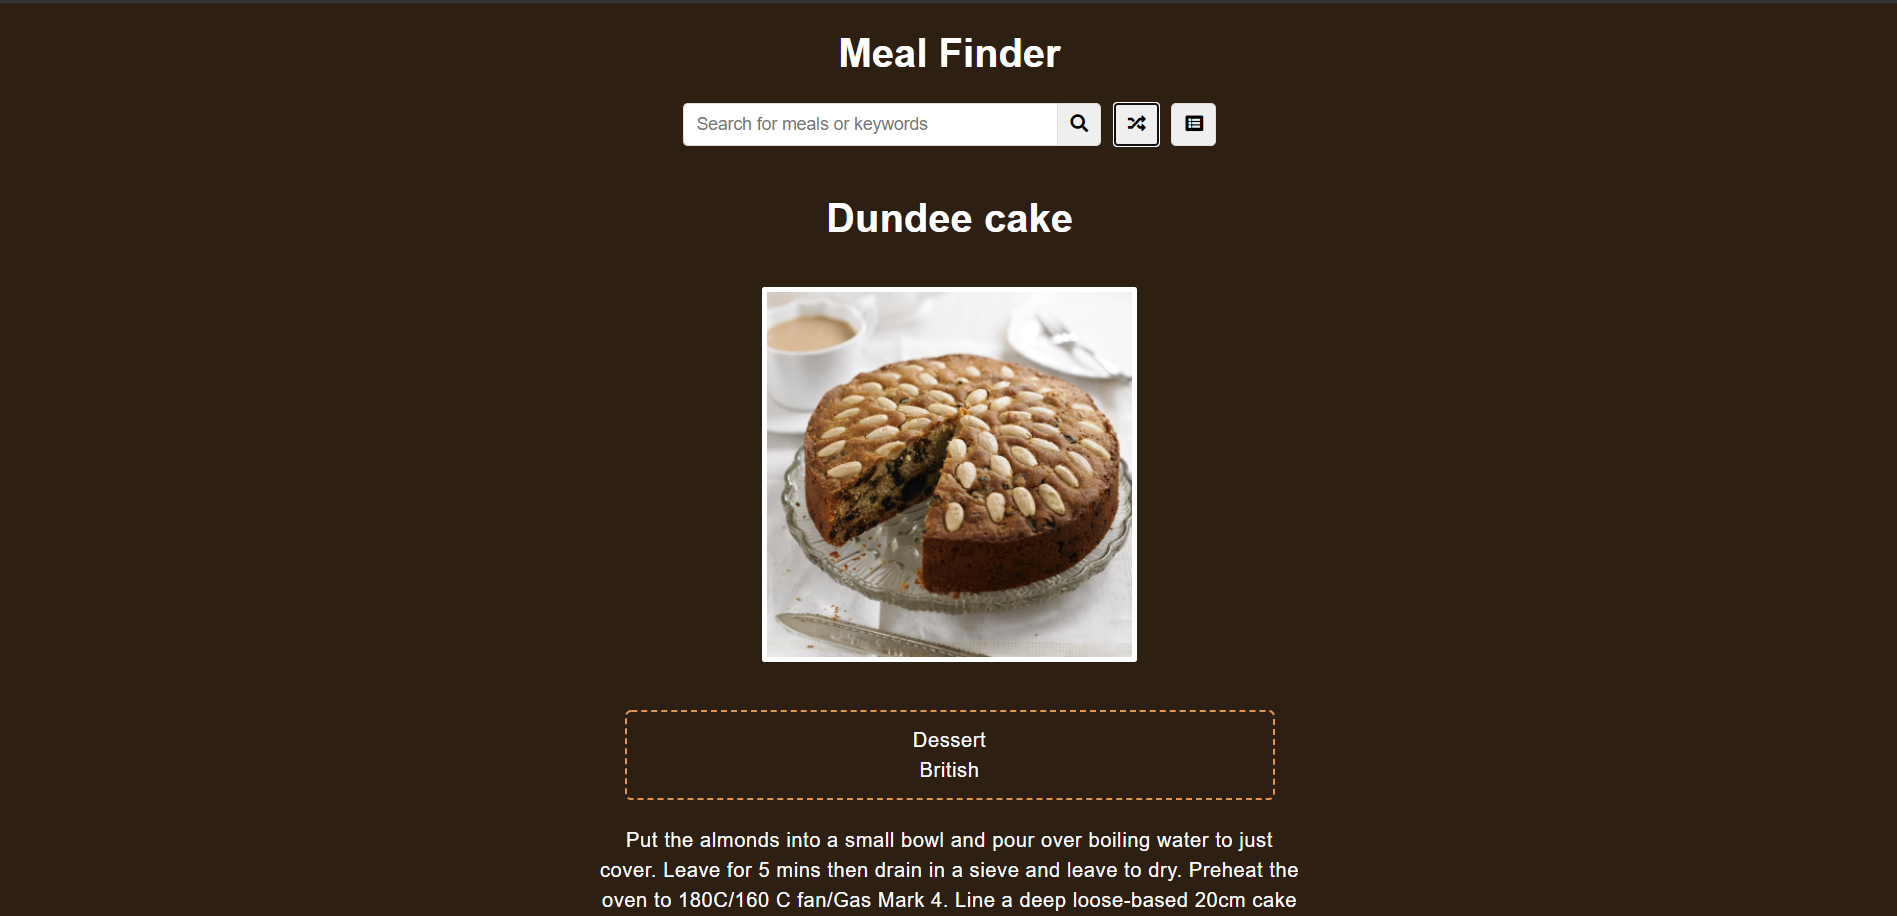 Meal Finder
Search for meals or keywords
Dundee cake
Dessert
British
Put the almonds into a small bowl and pour over boiling water to just
cover. Leave for 5 mins then drain in a sieve and leave to dry. Preheat the
oven to 180C/160 C fan/Gas Mark 4. Line a deep loose-based 20cm cake